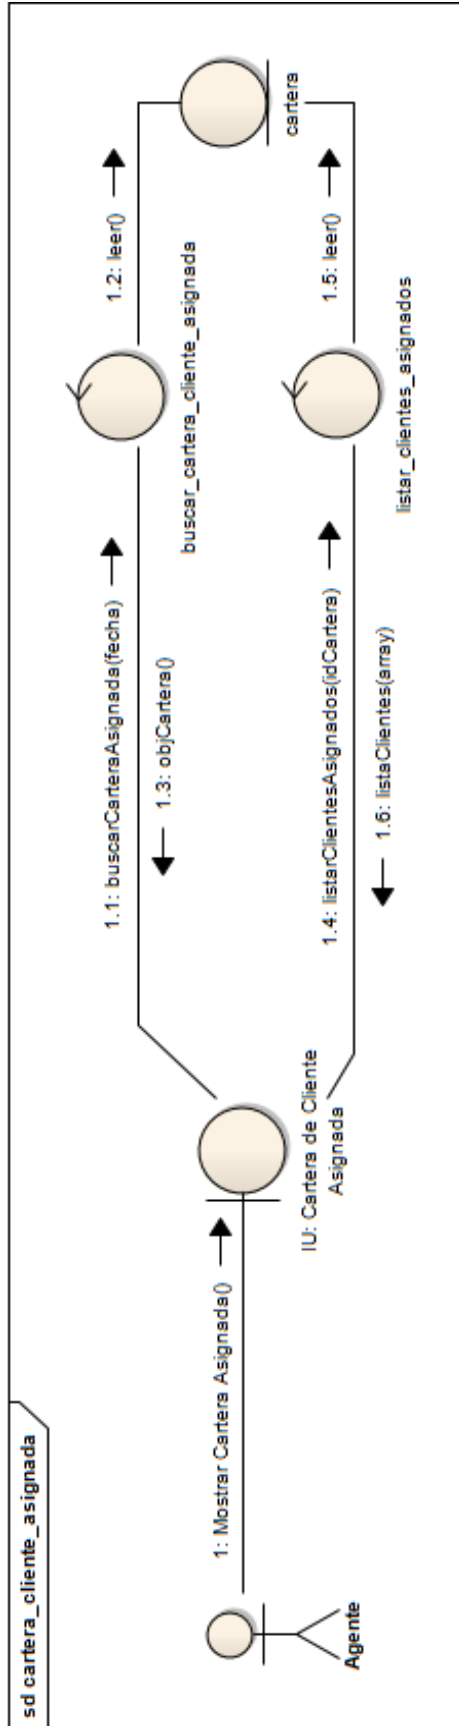 sd cartera_cliente_asignada
Agente
1: Mostrar Cartera Asignada()
IU: Cartera de Cliente
Asignada
1.1: buscarCarteraAsignada(fecha)
1.3: objCartera()
buscar_cartera_cliente_asignada
1.2: leer()
cartera
1.4: listarClientesAsignados(idCartera)
1.6: listaClientes(array)
listar_clientes_asignados
1.5: leer()